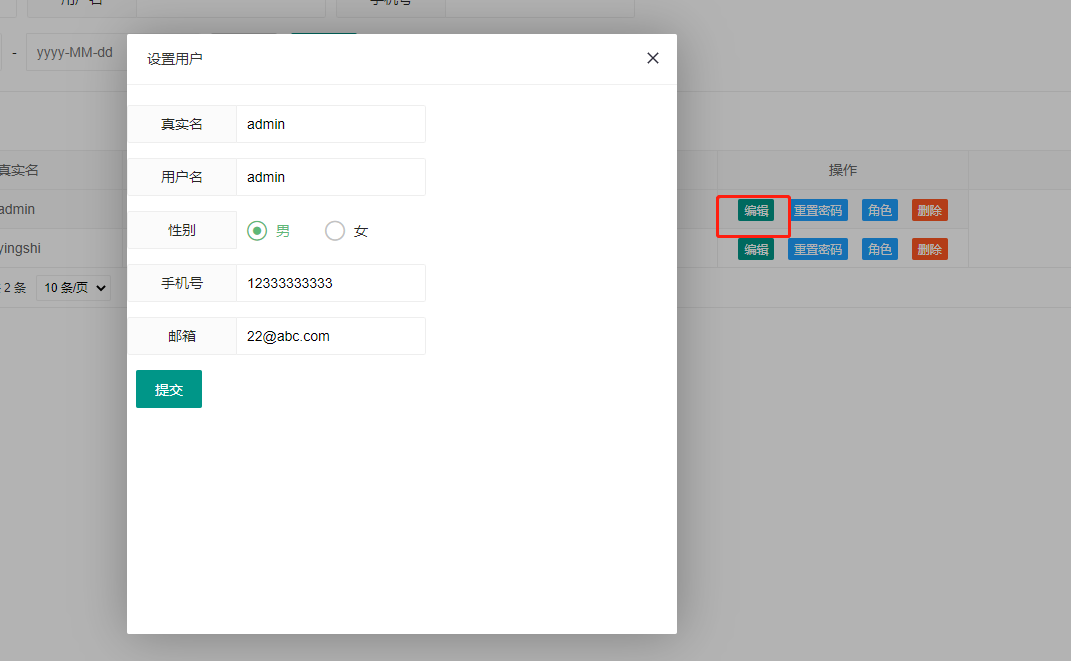 用户名 手机号
- yyyy-MM-dd
设置用户
真实名 admin
用户名 admin
性别 男 女
手机号 12333333333
邮箱 22@abc.com
提交
真实名 操作
admin 编辑 重置密码 角色 删除
yingshi 编辑 重置密码 角色 删除
2 条 10 条/页